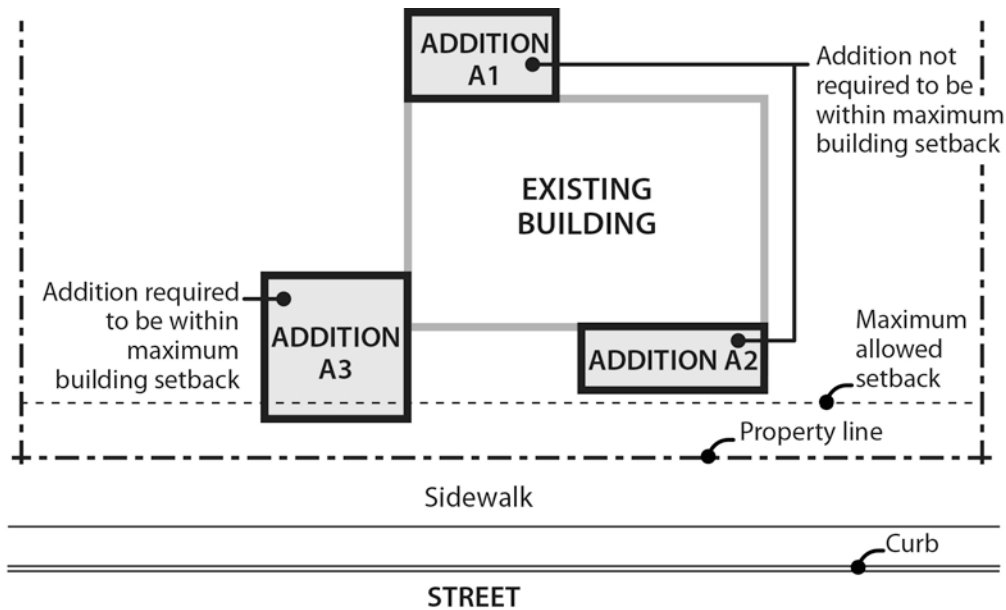 ADDITION
A1
Addition not
required to be
within maximum
building setback
EXISTING
BUILDING
Addition required
to be within
maximum
building setback
ADDITION
A3
ADDITION A2
Maximum
allowed
setback
Property line
Sidewalk
Curb
STREET